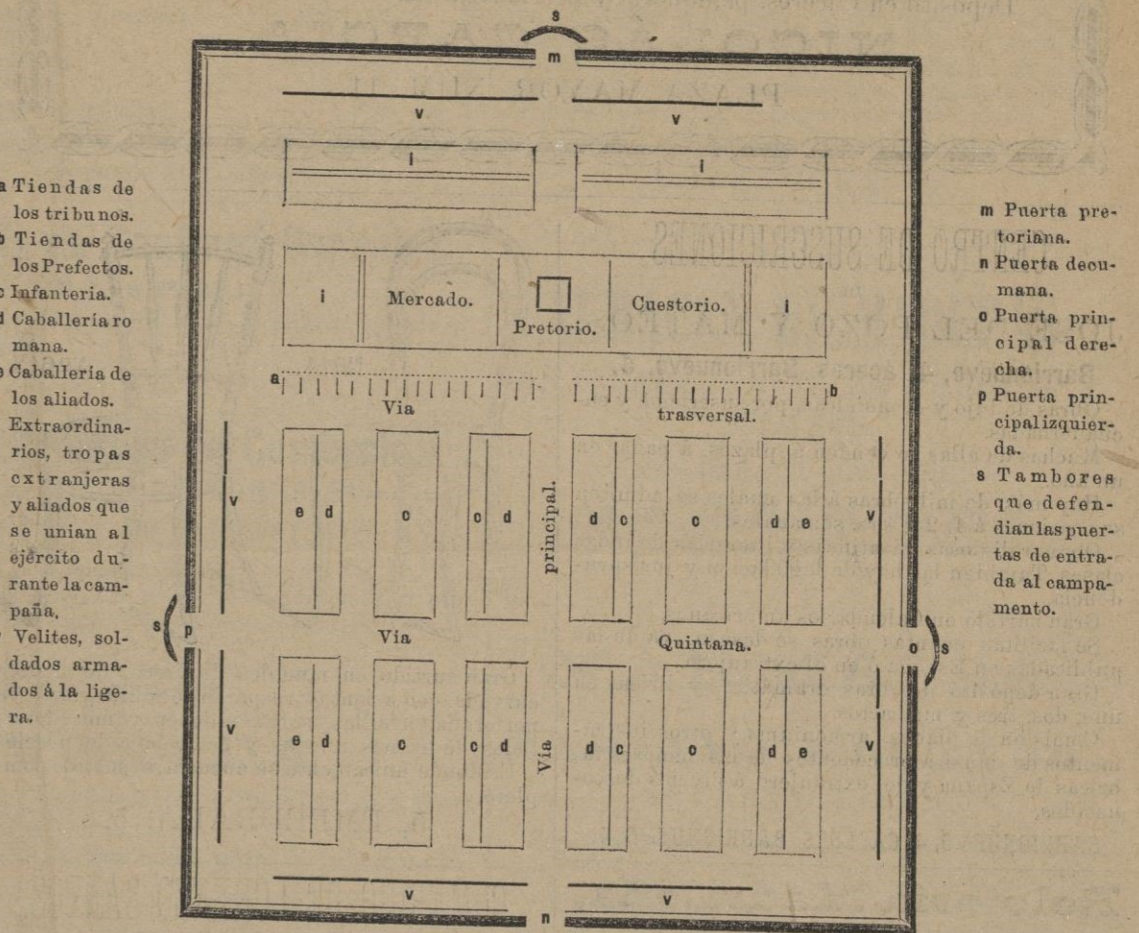 s
m
v v
i i
i Mercado. Pretorio. Cuestorio. i
a b
Via trasversal.
e d c c d d c c d e
v v
principal.
s p Via Quintana. o s
e d c c d d c c d e
v v
Via
v v
n
a Tiendas de
los tribunos.
Tiendas de
los Prefectos.
c Infanteria.
d Caballeria ro
mana.
e Caballeria de
los aliados.
Extraordina-
rios, tropas
extranjeras
y aliados que
se unian al
ejército du-
rante la cam-
paña.
Velites, sol-
dados arma-
dos á la lige-
ra.
m Puerta pre-
toriana.
n Puerta decu-
mana.
o Puerta prin-
cipal dere-
cha.
p Puerta prin-
cipal izquier-
da.
s Tambores
que defen-
dian las puer-
tas de entra-
da al campa-
mento.